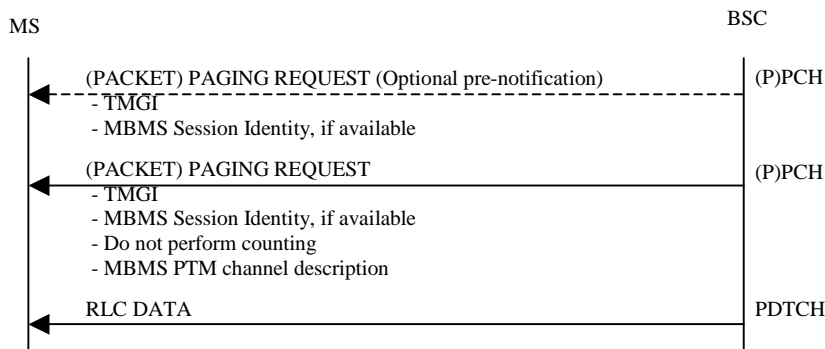 MS
BSC
(PACKET) PAGING REQUEST (Optional pre-notification)
(P)PCH
- TMGI
- MBMS Session Identity, if available
(PACKET) PAGING REQUEST
(P)PCH
- TMGI
- MBMS Session Identity, if available
- Do not perform counting
- MBMS PTM channel description
RLC DATA
PDTCH